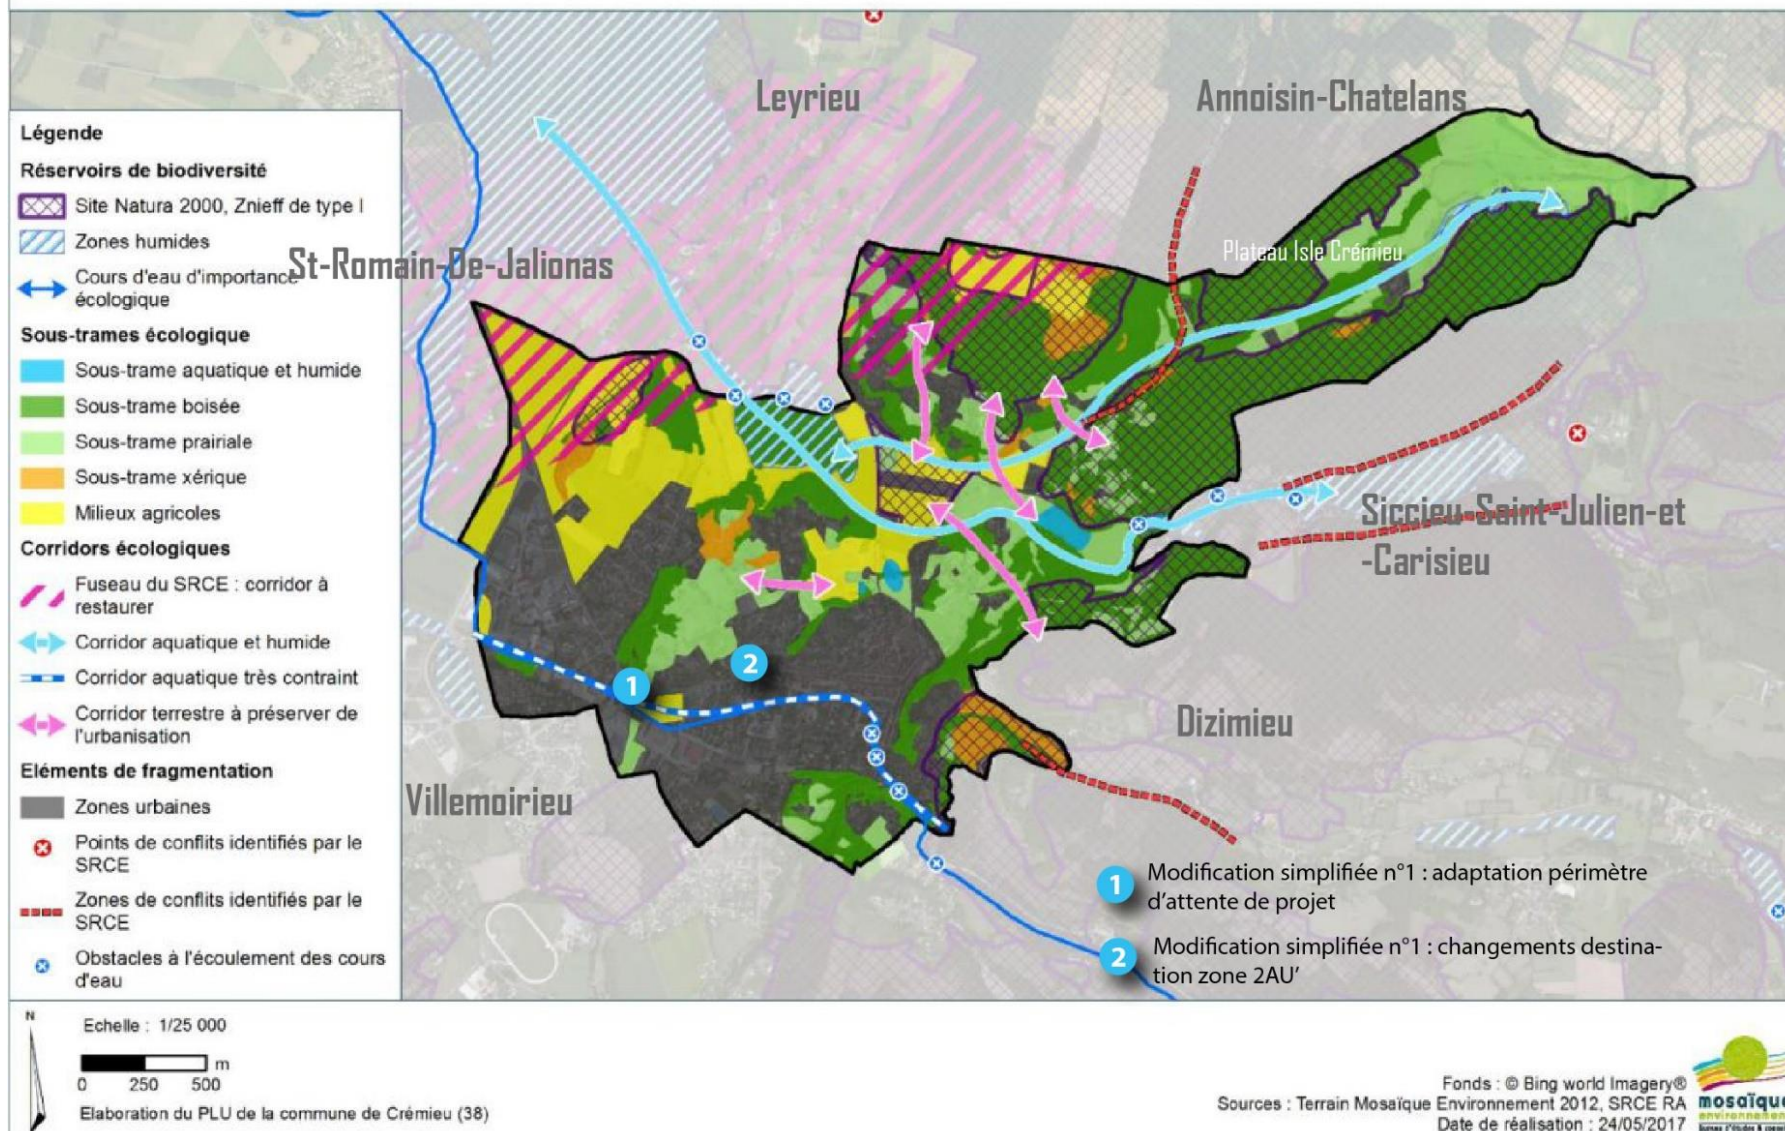 Leyrieu
Annoisin-Chatelans
St-Romain-De-Jalionas
Plateau Isle Crémieu
Siccieu-Saint-Julien-et
-Carisieu
Dizimieu
Villemoirieu
1
2
Légende
Réservoirs de biodiversité
Site Natura 2000, Znieff de type I
Zones humides
Cours d'eau d'importance
écologique
Sous-trames écologique
Sous-trame aquatique et humide
Sous-trame boisée
Sous-trame prairiale
Sous-trame xérique
Milieux agricoles
Corridors écologiques
Fuseau du SRCE : corridor à
restaurer
Corridor aquatique et humide
Corridor aquatique très contraint
Corridor terrestre à préserver de
l'urbanisation
Eléments de fragmentation
Zones urbaines
Points de conflits identifiés par le
SRCE
Zones de conflits identifiés par le
SRCE
Obstacles à l'écoulement des cours
d'eau
1 Modification simplifiée n°1 : adaptation périmètre
d'attente de projet
2 Modification simplifiée n°1 : changements destina-
tion zone 2AU'
N
Echelle : 1/25 000
m
0 250 500
Elaboration du PLU de la commune de Crémieu (38)
Fonds : © Bing world Imagery®
Sources : Terrain Mosaïque Environnement 2012, SRCE RA
Date de réalisation : 24/05/2017
mosaïque
environnement